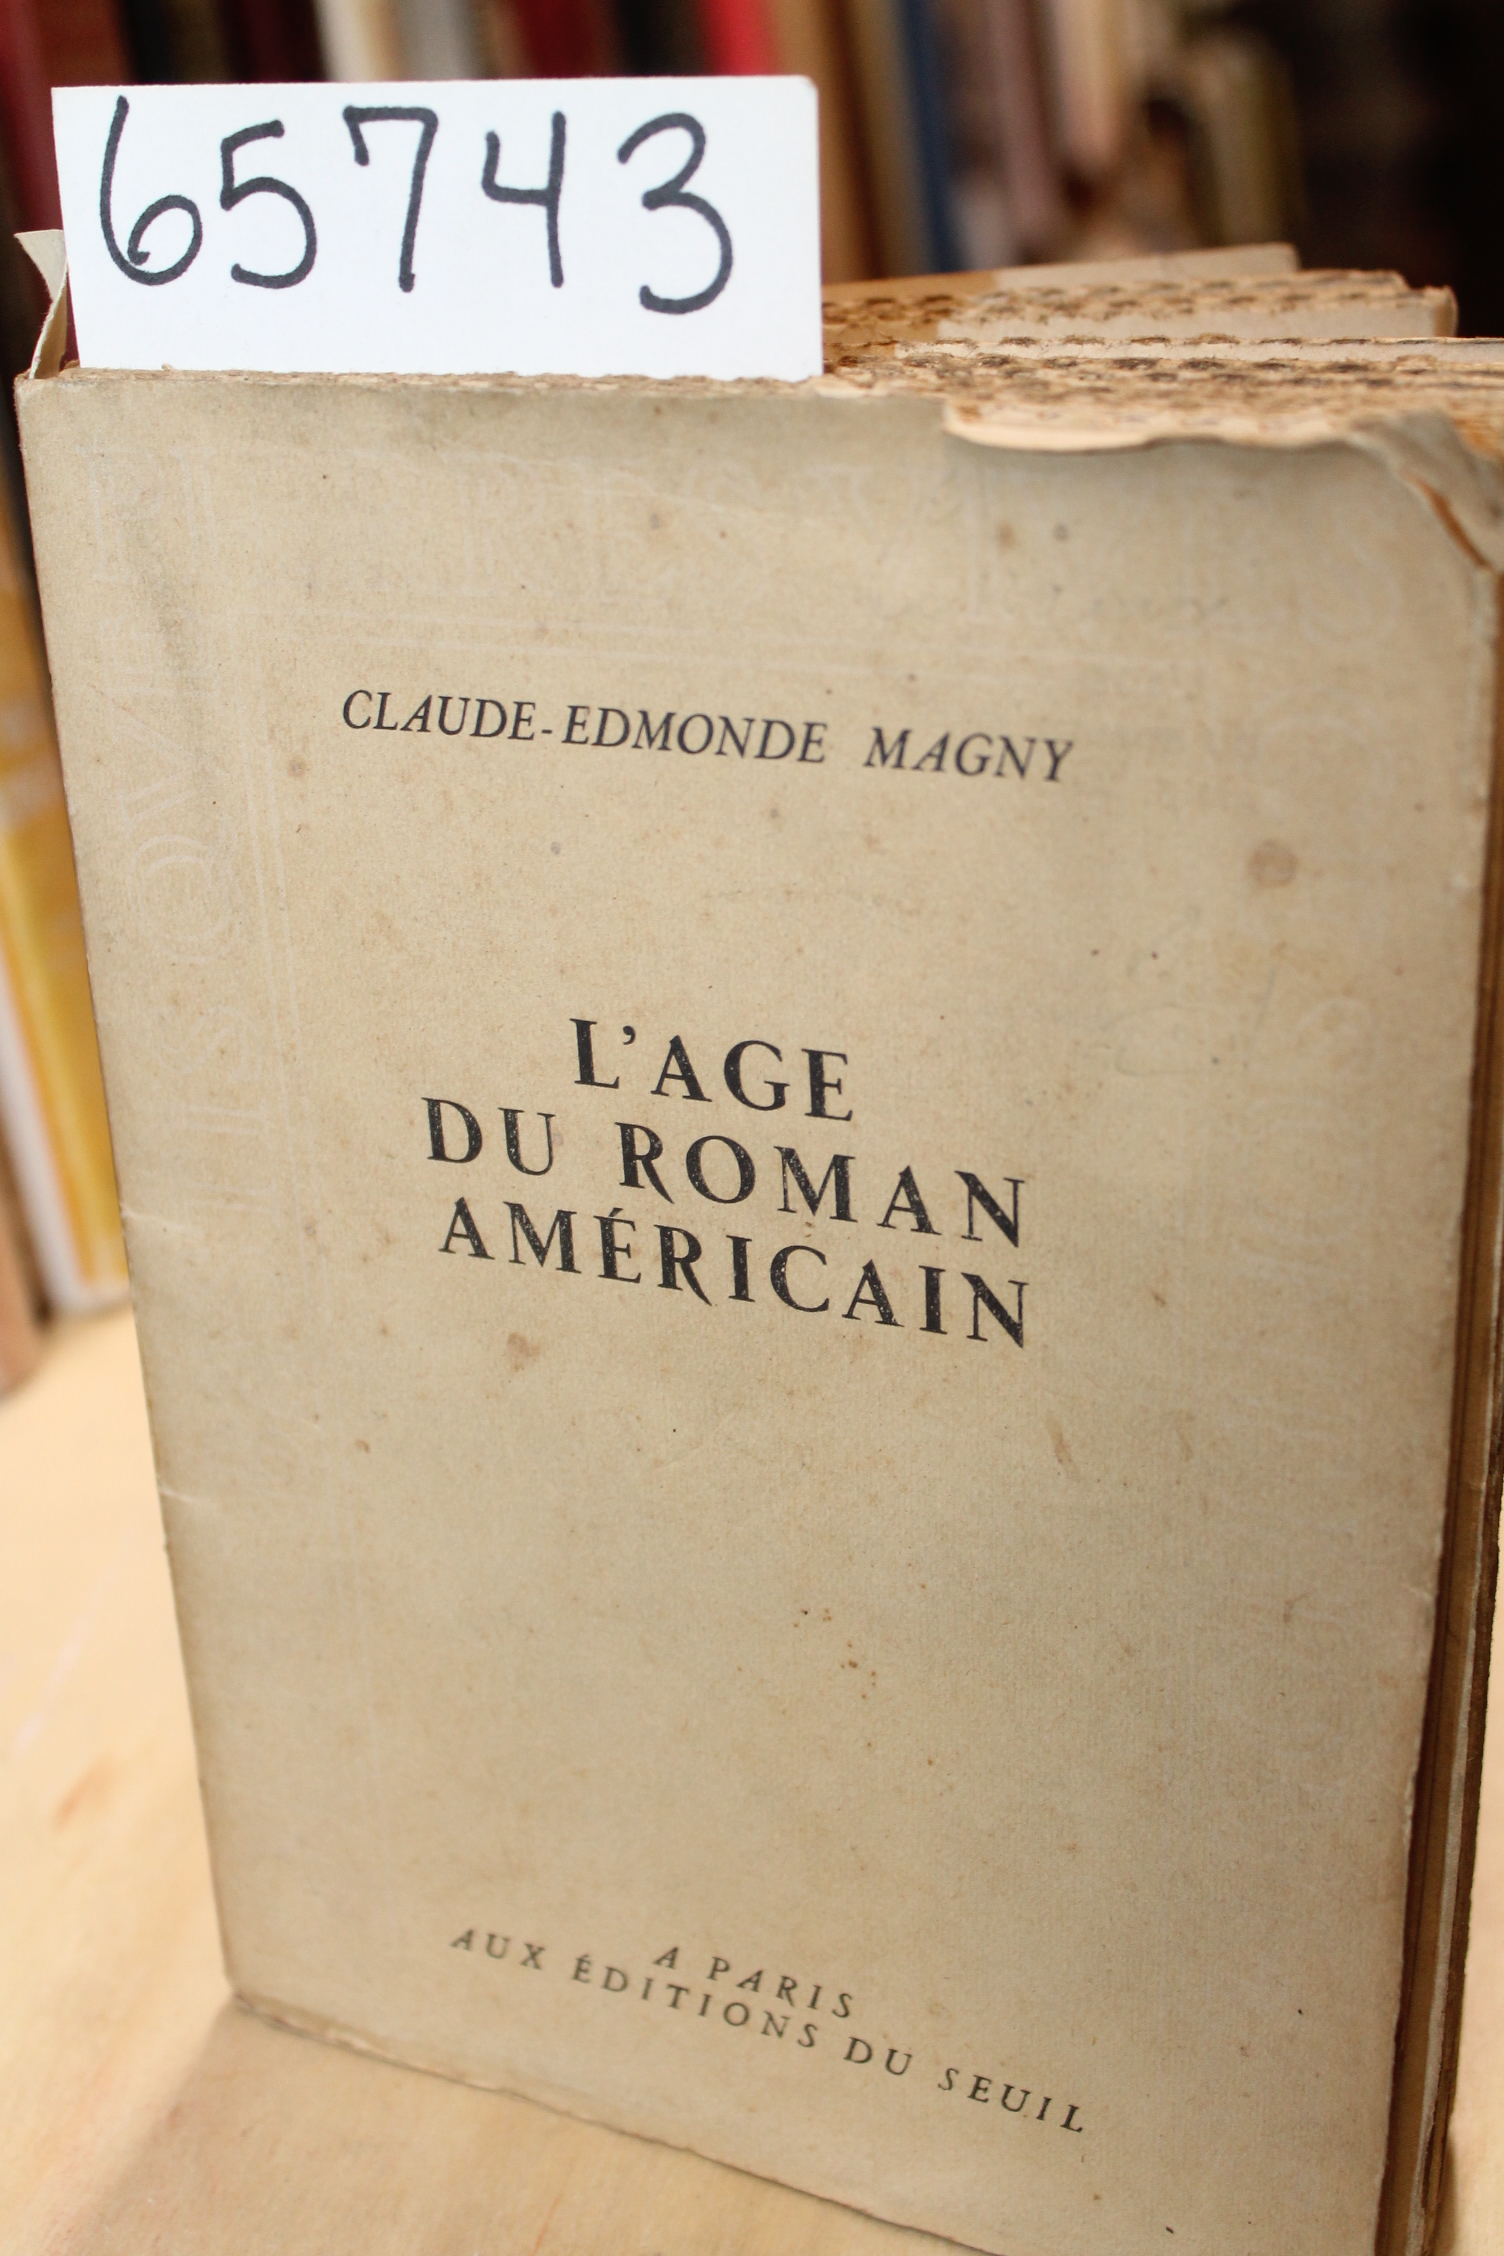 65743
CLAUDE-EDMONDE MAGNY
L'AGE
DU ROMAN
AMÉRICAIN
A PARIS
AUX ÉDITIONS DU SEUIL